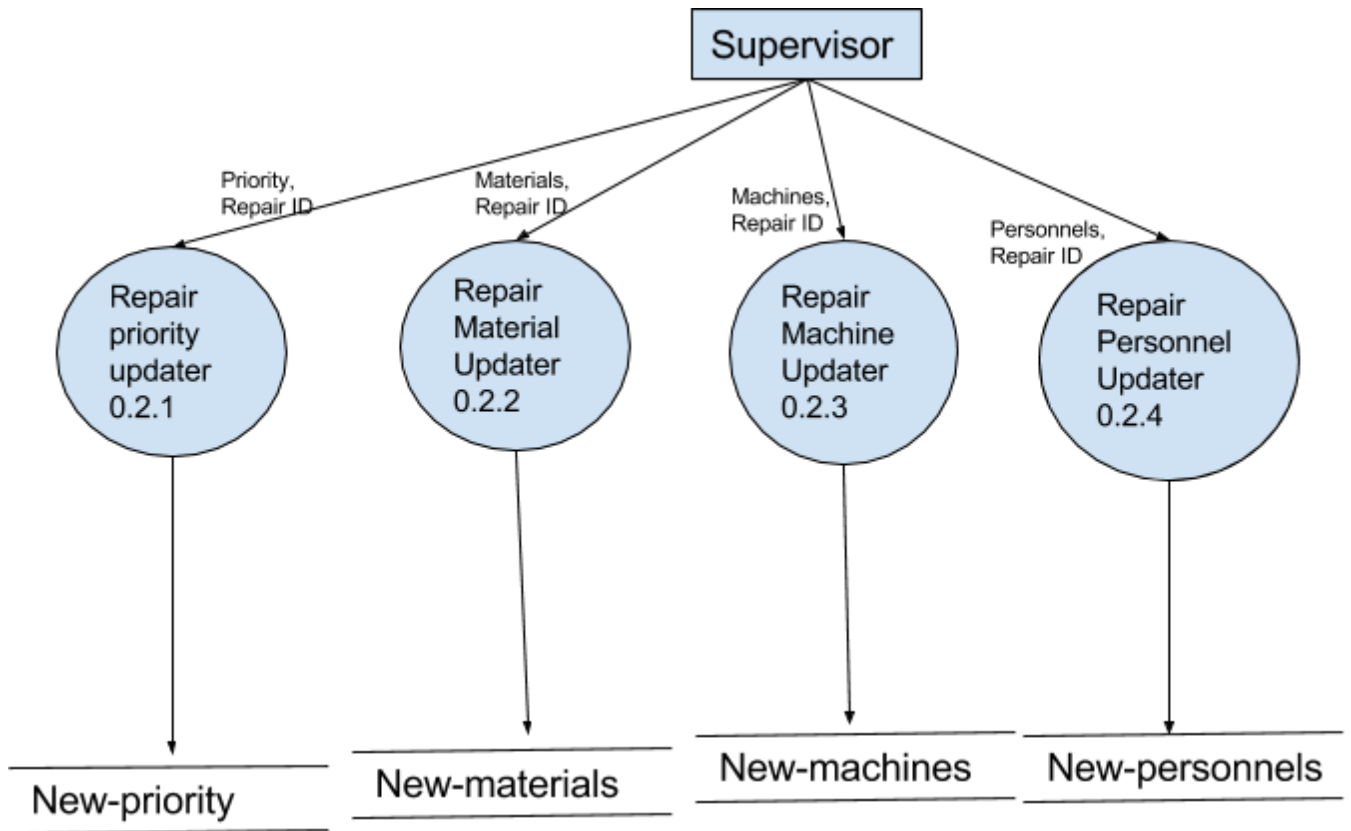 Supervisor
Priority,
Repair ID
Materials,
Repair ID
Machines,
Repair ID
Personnels,
Repair ID
Repair
priority
updater
0.2.1
Repair
Material
Updater
0.2.2
Repair
Machine
Updater
0.2.3
Repair
Personnel
Updater
0.2.4
New-priority
New-materials
New-machines
New-personnels